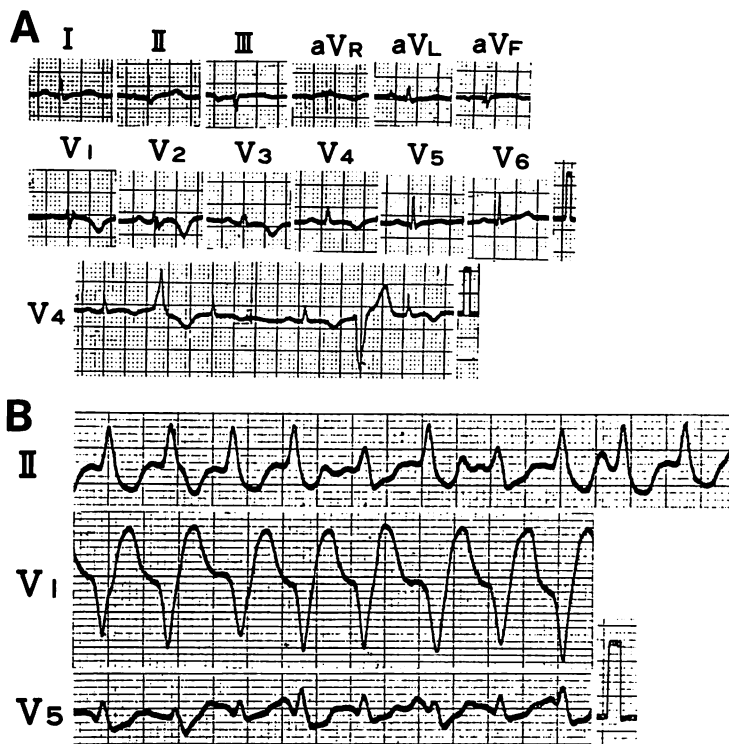 A
I II III aVR aVL aVF
V1 V2 V3 V4 V5 V6
V4
B
II
V1
V5